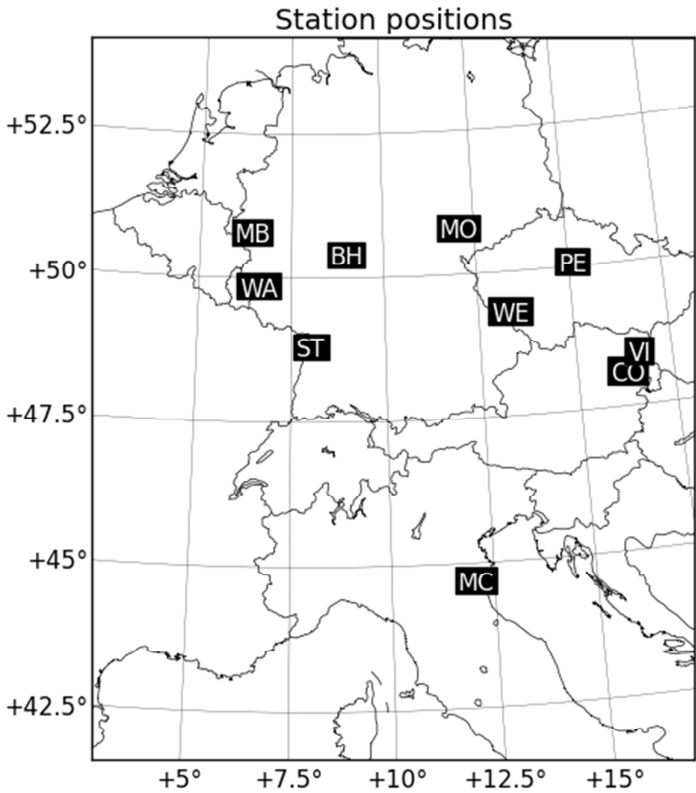 Station positions
+52.5°
MB
MO
BH
PE
+50°
WA
WE
ST
VI
CO
+47.5°
+45°
MC
+42.5°
+5° +7.5° +10° +12.5° +15°